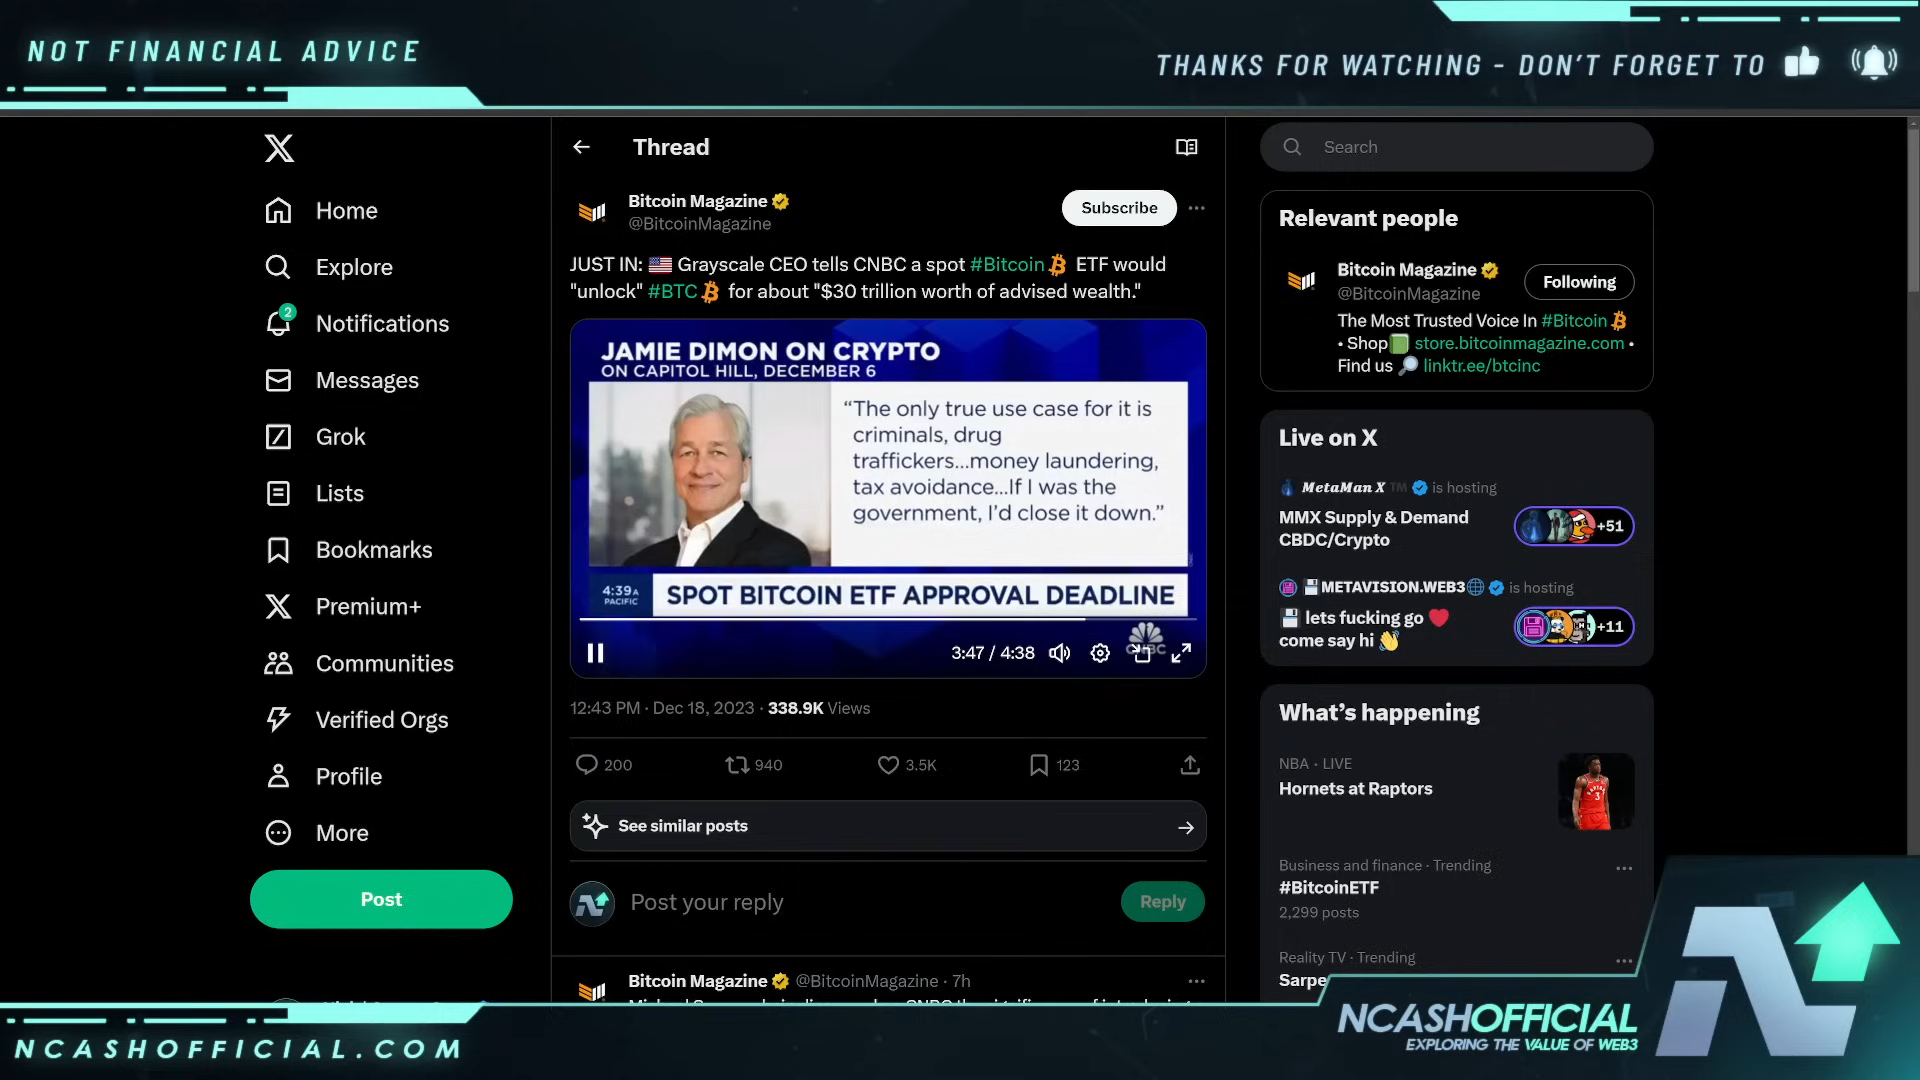 NOT FINANCIAL ADVICE
THANKS FOR WATCHING - DON'T FORGET TO
Home
Explore
2
Notifications
Messages
Grok
Lists
Bookmarks
Premium+
Communities
Verified Orgs
Profile
More
Post
Thread
Bitcoin Magazine
@BitcoinMagazine
Subscribe
JUST IN: 🇺🇸 Grayscale CEO tells CNBC a spot #Bitcoin ETF would
"unlock" #BTC for about "$30 trillion worth of advised wealth."
JAMIE DIMON ON CRYPTO
ON CAPITOL HILL, DECEMBER 6
“The only true use case for it is
criminals, drug
traffickers...money laundering,
tax avoidance...If I was the
government, I'd close it down.”
4:39A
PACIFIC
SPOT BITCOIN ETF APPROVAL DEADLINE
3:47 / 4:38
12:43 PM · Dec 18, 2023 · 338.9K Views
200
940
3.5K
123
See similar posts
Post your reply
Reply
Bitcoin Magazine @BitcoinMagazine · 7h
Search
Relevant people
Bitcoin Magazine
@BitcoinMagazine
Following
The Most Trusted Voice In #Bitcoin
• Shop📗 store.bitcoinmagazine.com •
Find us 🔎 linktr.ee/btcinc
Live on X
MetaMan X ™ is hosting
MMX Supply & Demand
CBDC/Crypto
+51
💾METAVISION.WEB3🌐 is hosting
💾 lets fucking go ❤️
come say hi 👋
+11
What's happening
NBA · LIVE
Hornets at Raptors
Business and finance · Trending
#BitcoinETF
2,299 posts
Reality TV · Trending
Sarpe
NCASHOFFICIAL.COM
NCASHOFFICIAL
EXPLORING THE VALUE OF WEB3